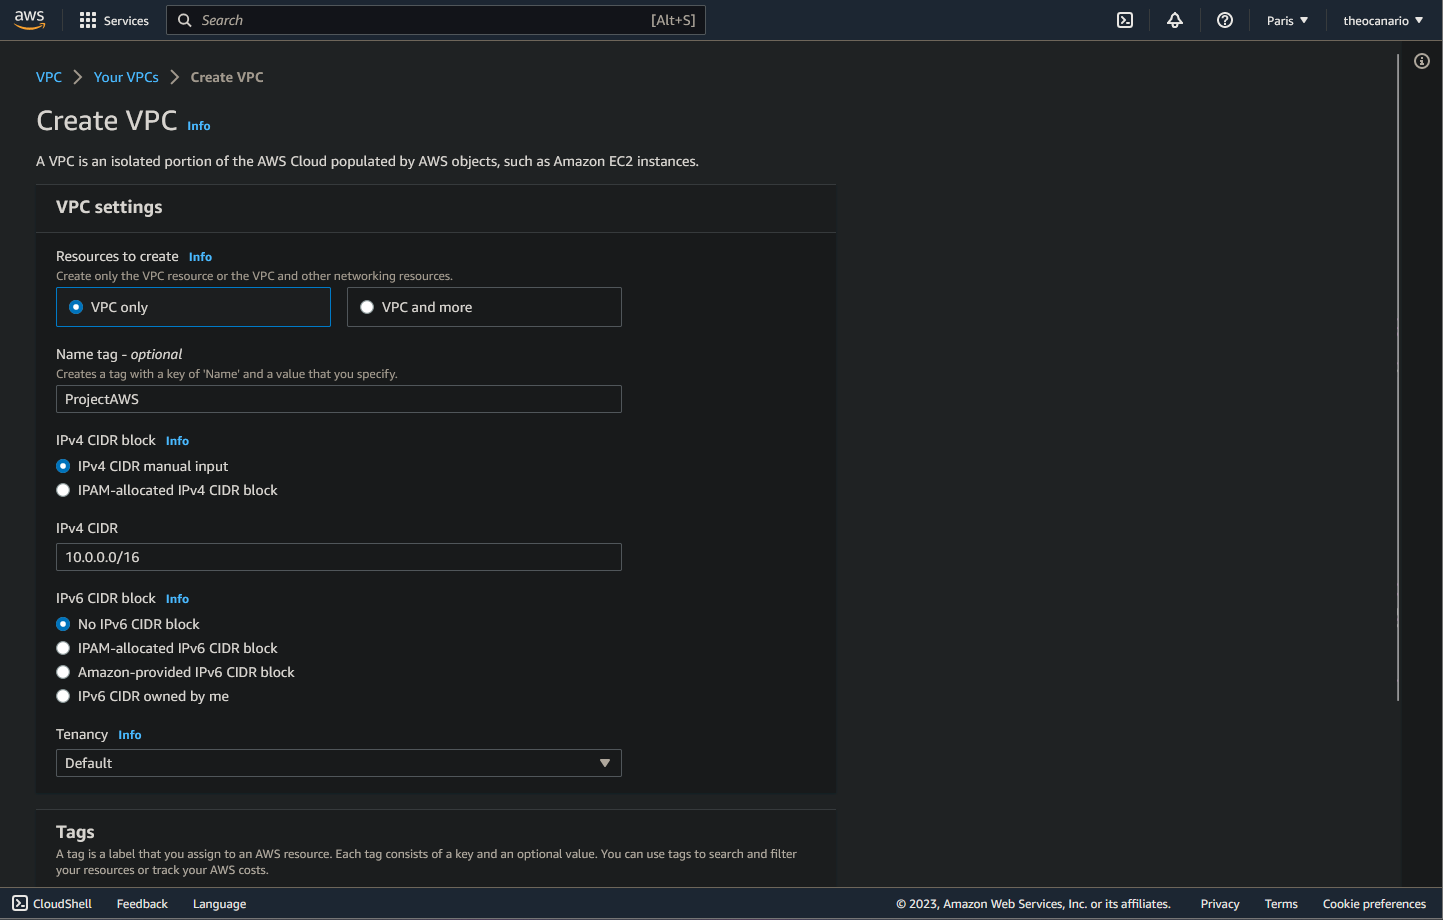 aws
Services
Search
[Alt+S]
Paris
theocanario
VPC
Your VPCs
Create VPC
Create VPC Info
A VPC is an isolated portion of the AWS Cloud populated by AWS objects, such as Amazon EC2 instances.
VPC settings
Resources to create Info
Create only the VPC resource or the VPC and other networking resources.
VPC only
VPC and more
Name tag - optional
Creates a tag with a key of 'Name' and a value that you specify.
ProjectAWS
IPv4 CIDR block Info
IPv4 CIDR manual input
IPAM-allocated IPv4 CIDR block
IPv4 CIDR
10.0.0.0/16
IPv6 CIDR block Info
No IPv6 CIDR block
IPAM-allocated IPv6 CIDR block
Amazon-provided IPv6 CIDR block
IPv6 CIDR owned by me
Tenancy Info
Default
Tags
A tag is a label that you assign to an AWS resource. Each tag consists of a key and an optional value. You can use tags to search and filter
your resources or track your AWS costs.
CloudShell
Feedback
Language
© 2023, Amazon Web Services, Inc. or its affiliates.
Privacy
Terms
Cookie preferences